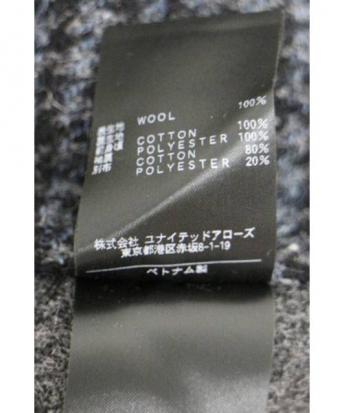 WOOL 100%
COTTON 100%
POLYESTER 100%
COTTON 80%
別布 POLYESTER 20%
株式会社 ユナイテッドアローズ
東京都港区赤坂8-1-19
ベトナム製